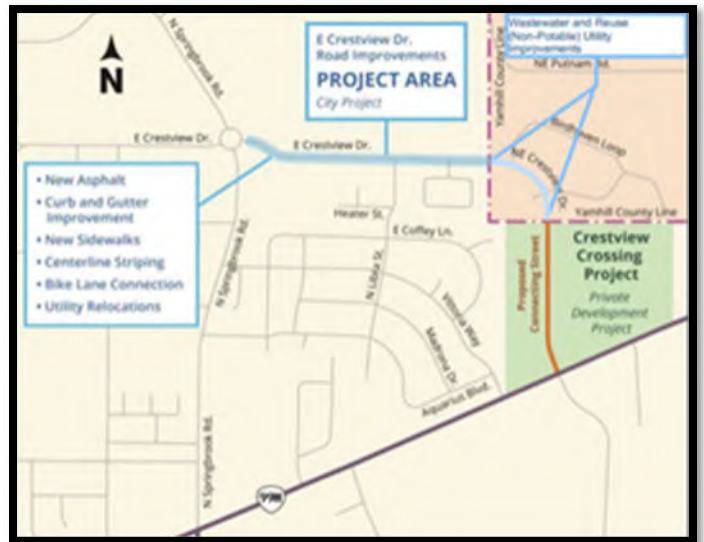 N Springbrook Rd.
E Crestview Dr.
Road Improvements
PROJECT AREA
City Project
Yamhill County Line
Wastewater and Reuse
(Non-Potable) Utility
Improvements
NE Putnam Rd.
N
E Crestview Dr.
E Crestview Dr.
Birdhaven Loop
NE Crestview Dr.
• New Asphalt
• Curb and Gutter
Improvement
• New Sidewalks
• Centerline Striping
• Bike Lane Connection
• Utility Relocations
Heater St.
Yamhill County Line
N Springbrook Rd.
N Libra St.
E Coffey Ln.
Proposed
Connecting Street
Crestview
Crossing
Project
Private
Development
Project
Vittoria Way
Madrona Dr.
Aquarius Blvd.
N Springbrook Rd.